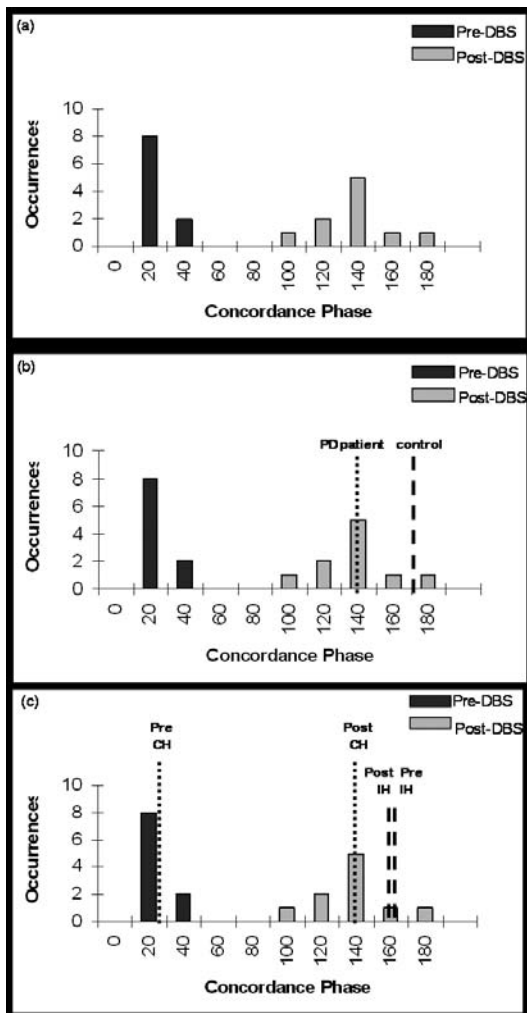 (a)
Pre-DBS
Post-DBS
Occurrences
10
8
6
4
2
0
0 20 40 60 80 100 120 140 160 180
Concordance Phase
(b)
Pre-DBS
Post-DBS
PD patient control
Occurrences
10
8
6
4
2
0
0 20 40 60 80 100 120 140 160 180
Concordance Phase
(c)
Pre-DBS
Post-DBS
Pre CH
Post CH
Post IH
Pre IH
Occurrences
10
8
6
4
2
0
0 20 40 60 80 100 120 140 160 180
Concordance Phase